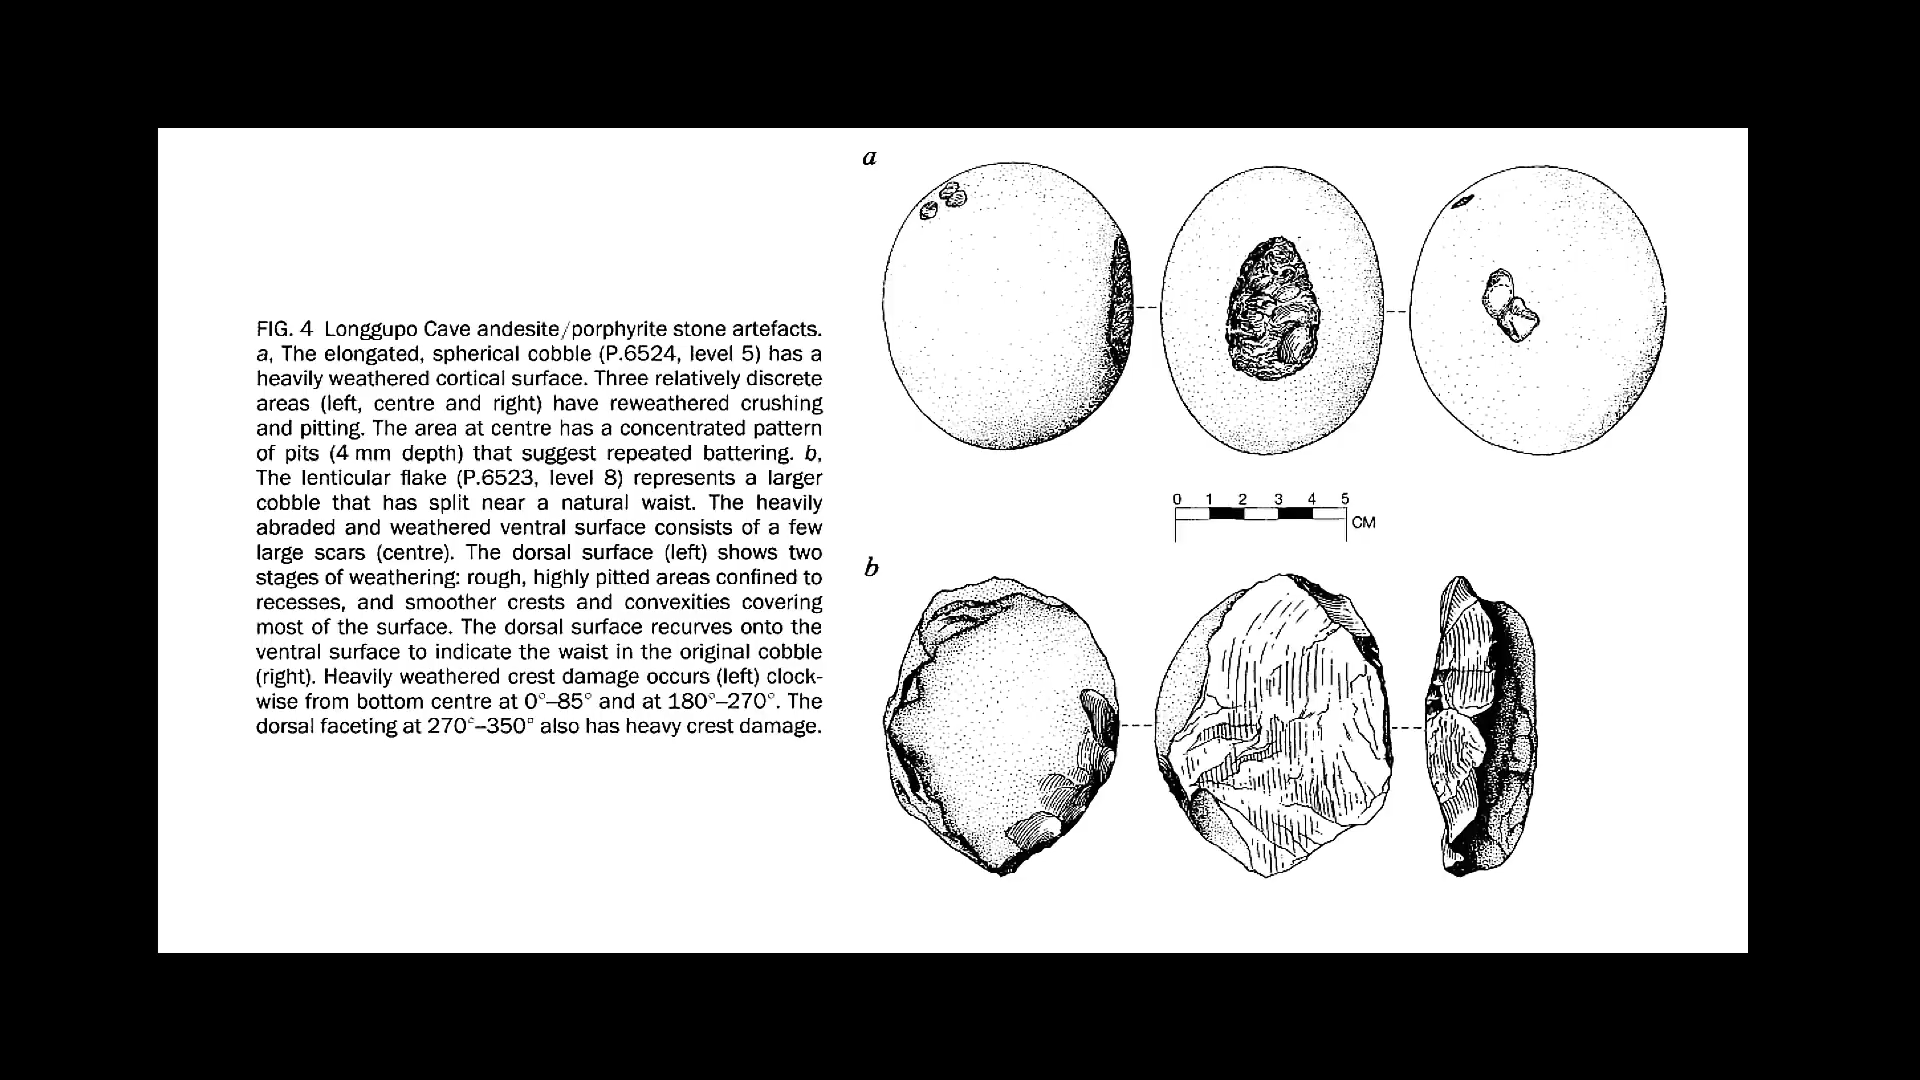 FIG. 4 Longgupo Cave andesite/porphyrite stone artefacts.
a, The elongated, spherical cobble (P.6524, level 5) has a
heavily weathered cortical surface. Three relatively discrete
areas (left, centre and right) have reweathered crushing
and pitting. The area at centre has a concentrated pattern
of pits (4 mm depth) that suggest repeated battering. b,
The lenticular flake (P.6523, level 8) represents a larger
cobble that has split near a natural waist. The heavily
abraded and weathered ventral surface consists of a few
large scars (centre). The dorsal surface (left) shows two
stages of weathering: rough, highly pitted areas confined to
recesses, and smoother crests and convexities covering
most of the surface. The dorsal surface recurves onto the
ventral surface to indicate the waist in the original cobble
(right). Heavily weathered crest damage occurs (left) clock-
wise from bottom centre at 0°–85° and at 180°–270°. The
dorsal faceting at 270°–350° also has heavy crest damage.
a
0 1 2 3 4 5
CM
b